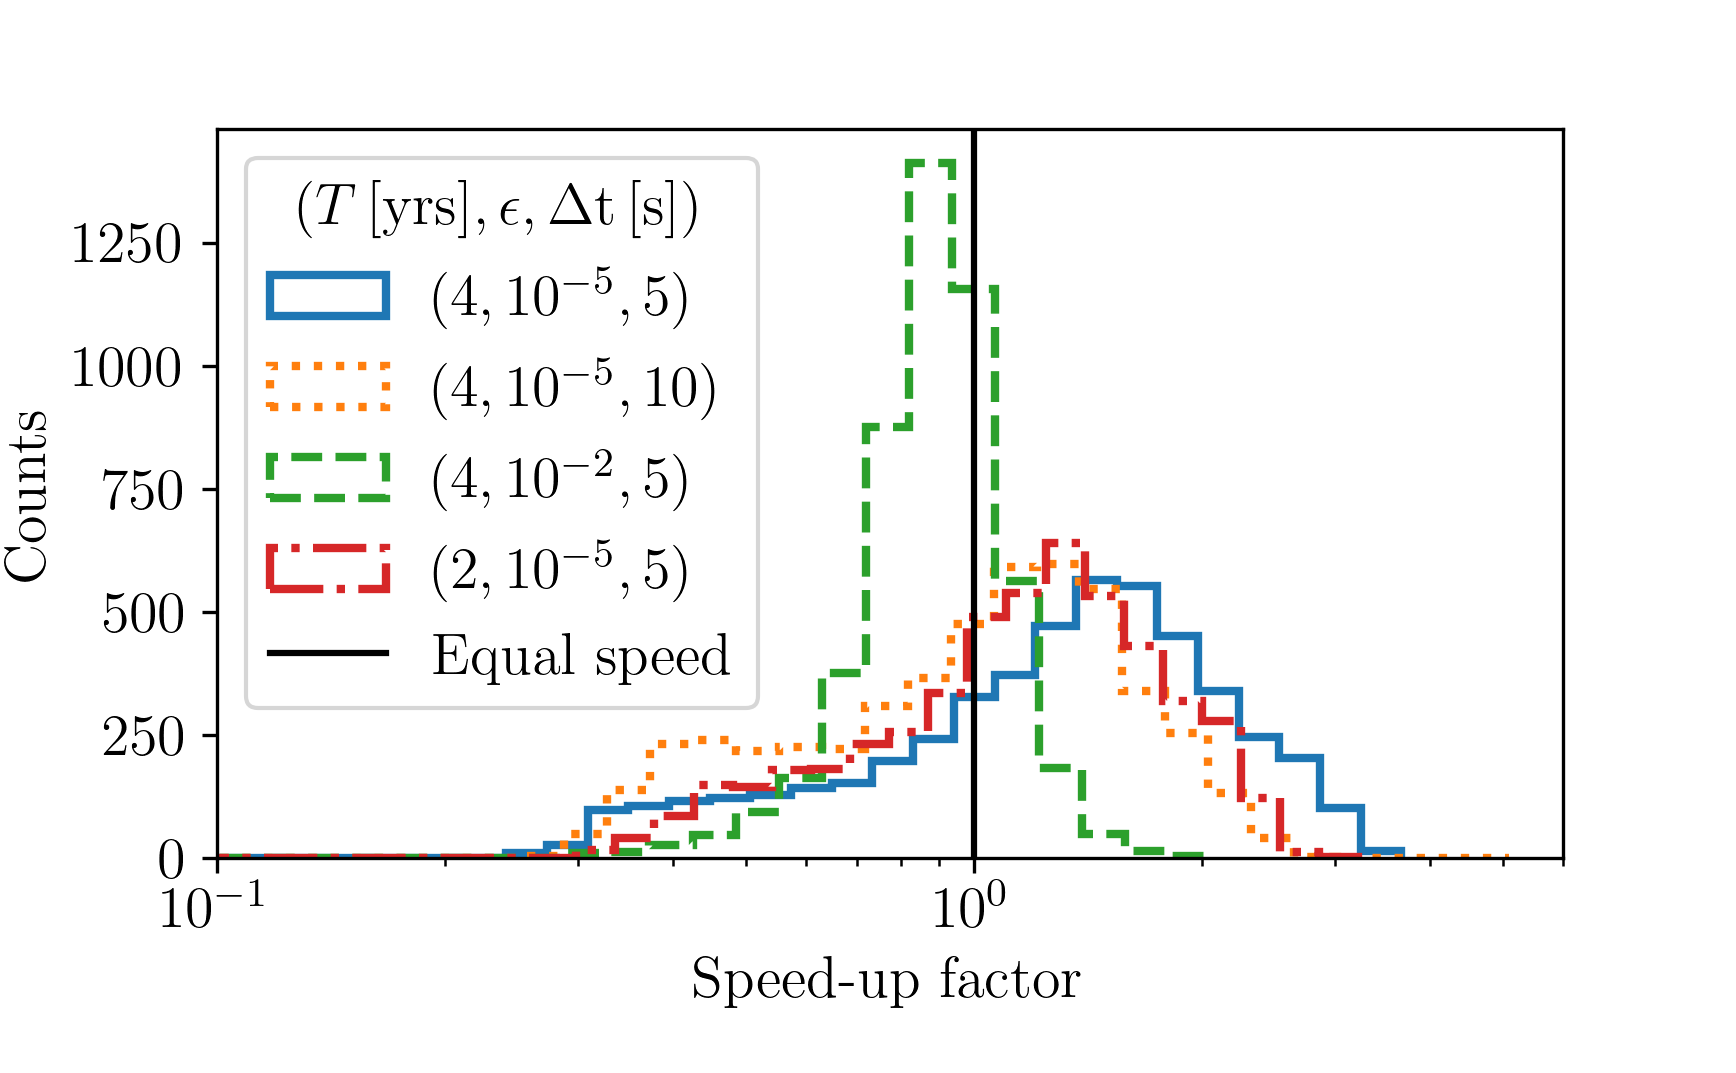 (T [yrs], ϵ, Δt [s])
(4, 10⁻⁵, 5)
(4, 10⁻⁵, 10)
(4, 10⁻², 5)
(2, 10⁻⁵, 5)
Equal speed
Counts
1250
1000
750
500
250
0
10⁻¹
10⁰
Speed-up factor